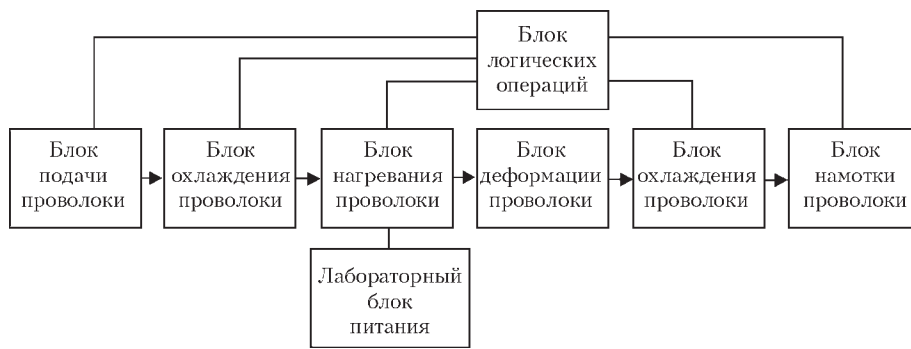 Блок
логических
операций
Блок
подачи
проволоки
Блок
охлаждения
проволоки
Блок
нагревания
проволоки
Блок
деформации
проволоки
Блок
охлаждения
проволоки
Блок
намотки
проволоки
Лабораторный
блок
питания